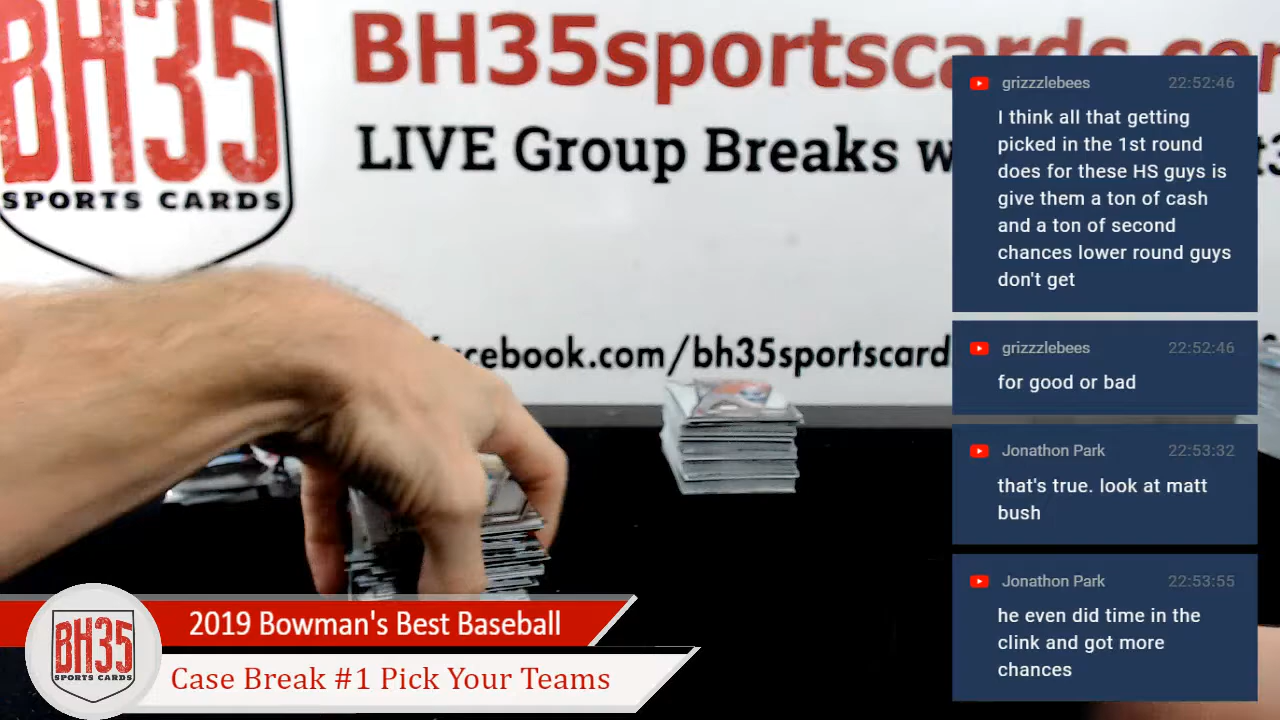 BH35
SPORTS CARDS
BH35sportscards.com
LIVE Group Breaks
facebook.com/bh35sportscard
grizzzlebees 22:52:46
I think all that getting
picked in the 1st round
does for these HS guys is
give them a ton of cash
and a ton of second
chances lower round guys
don't get
grizzzlebees 22:52:46
for good or bad
Jonathon Park 22:53:32
that's true. look at matt
bush
Jonathon Park 22:53:55
he even did time in the
clink and got more
chances
2019 Bowman's Best Baseball
Case Break #1 Pick Your Teams
BH35
SPORTS CARDS